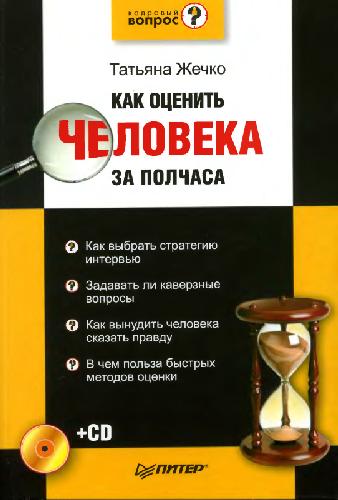 кадровый
вопрос ?
Татьяна Жечко
КАК ОЦЕНИТЬ
ЧЕЛОВЕКА
ЗА ПОЛЧАСА
? Как выбрать стратегию
интервью
? Задавать ли каверзные
вопросы
? Как вынудить человека
сказать правду
? В чем польза быстрых
методов оценки
+CD
ПИТЕР®